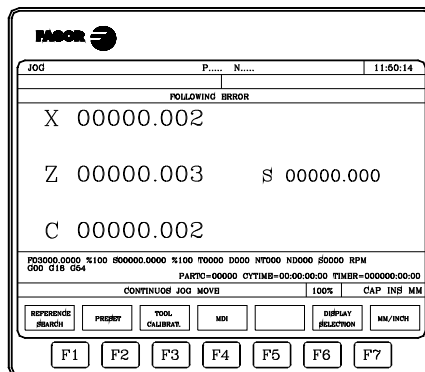 FAGOR
JOG P..... N..... 11:50:14
FOLLOWING ERROR
X 00000.002
Z 00000.003 S 00000.000
C 00000.002
F03000.0000 %100 S00000.0000 %100 T0000 D000 NT000 ND000 S0000 RPM
G00 G18 G54
PARTC=00000 CYTIME=00:00:00:00 TIMER=000000:00:00
CONTINUOS JOG MOVE 100% CAP INS MM
REFERENCE SEARCH PRESET TOOL CALIBRAT. MDI DISPLAY SELECTION MM/INCH
F1 F2 F3 F4 F5 F6 F7